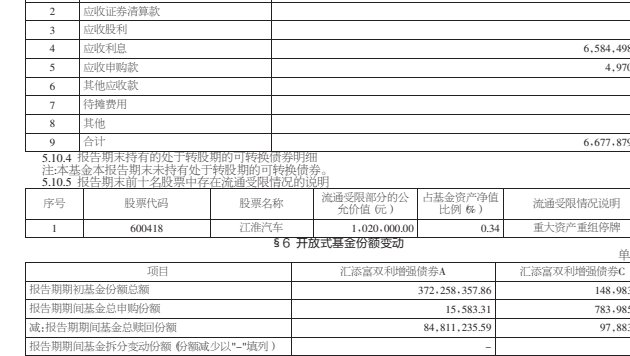 2 应收证券清算款
3 应收股利
4 应收利息 6,584,498
5 应收申购款 4,970
6 其他应收款
7 待摊费用
8 其他
9 合计 6,677,879
5.10.4 报告期末持有的处于转股期的可转换债券明细
注:本基金本报告期末未持有处于转股期的可转换债券。
5.10.5 报告期末前十名股票中存在流通受限情况的说明
序号 股票代码 股票名称 流通受限部分的公允价值(元) 占基金资产净值比例(%) 流通受限情况说明
1 600418 江淮汽车 1,020,000.00 0.34 重大资产重组停牌
§6 开放式基金份额变动
单
项目 汇添富双利增强债券A 汇添富双利增强债券C
报告期期初基金份额总额 372,258,357.86 148,983
报告期期间基金总申购份额 15,583.31 783,985
减:报告期期间基金总赎回份额 84,811,235.59 97,883
报告期期间基金拆分变动份额(份额减少以"-"填列) -